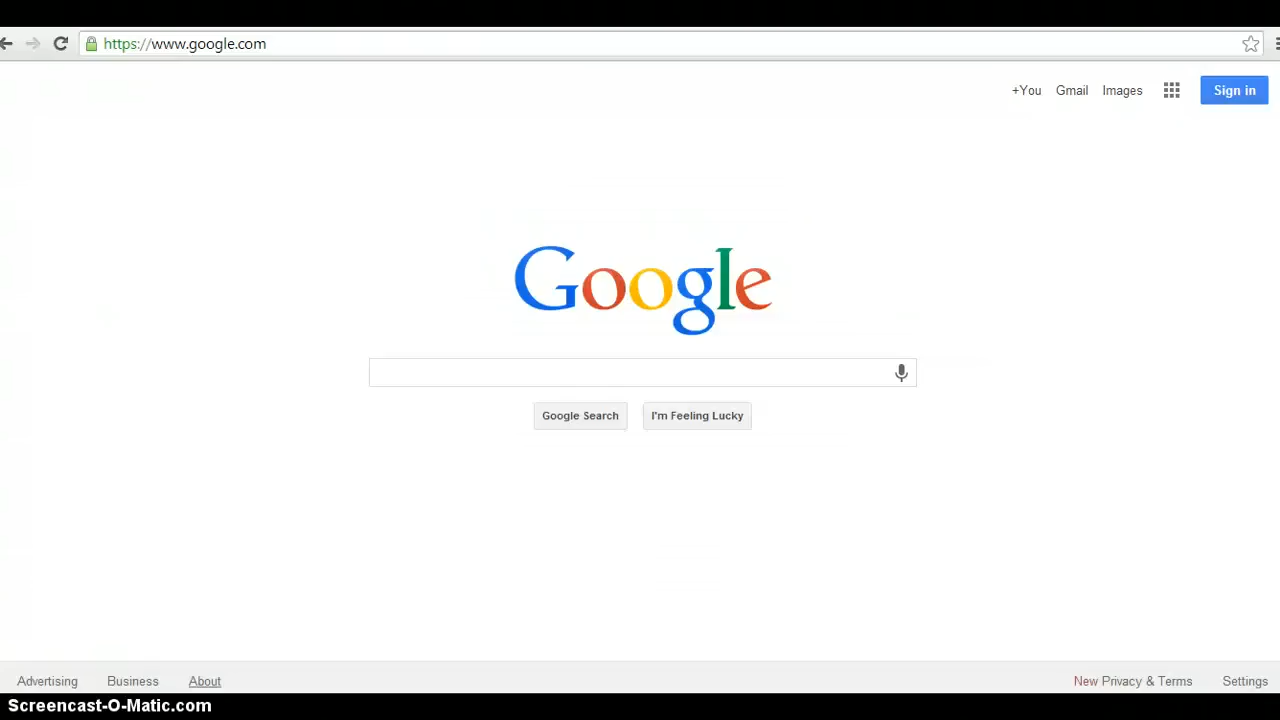 https://www.google.com
+You Gmail Images Sign in
Google
Google Search I'm Feeling Lucky
Advertising Business About New Privacy & Terms Settings
Screencast-O-Matic.com